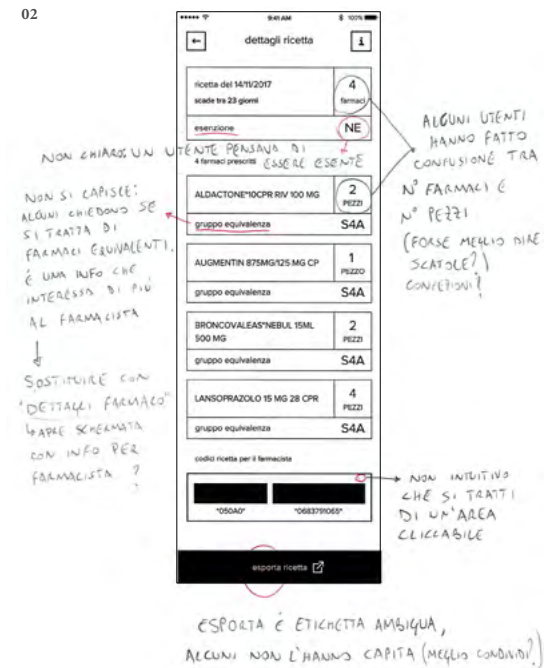 02
9:41 AM
100%
dettagli ricetta
i
ricetta del 14/11/2017
scade tra 23 giorni
4
farmaci
esenzione
NE
NON CHIARO: UN UTENTE PENSAVA DI
ESSERE ESENTE
4 farmaci prescritti
ALDACTONE*10CPR RIV 100 MG
2
PEZZI
gruppo equivalenza
S4A
AUGMENTIN 875MG/125 MG CP
1
PEZZO
gruppo equivalenza
S4A
BRONCOVALEAS*NEBUL 15ML
500 MG
2
PEZZI
gruppo equivalenza
S4A
LANSOPRAZOLO 15 MG 28 CPR
4
PEZZI
gruppo equivalenza
S4A
codici ricetta per il farmacista
*050A0*
*0683791065*
esporta ricetta
NON SI CAPISCE:
ALCUNI CHIEDONO SE
SI TRATTA DI
FARMACI EQUIVALENTI,
È UNA INFO CHE
INTERESSA DI PIÙ
AL FARMACISTA
SOSTITUIRE CON
"DETTAGLI FARMACO"
APRE SCHERMATA
CON INFO PER
FARMACISTA ?
ALCUNI UTENTI
HANNO FATTO
CONFUSIONE TRA
N° FARMACI E
N° PEZZI
(FORSE MEGLIO DIRE
SCATOLE?)
CONFEZIONI?
NON INTUITIVO
CHE SI TRATTI
DI UN'AREA
CLICCABILE
ESPORTA È ETICHETTA AMBIGUA,
ALCUNI NON L'HANNO CAPITA (MEGLIO CONDIVIDI?)